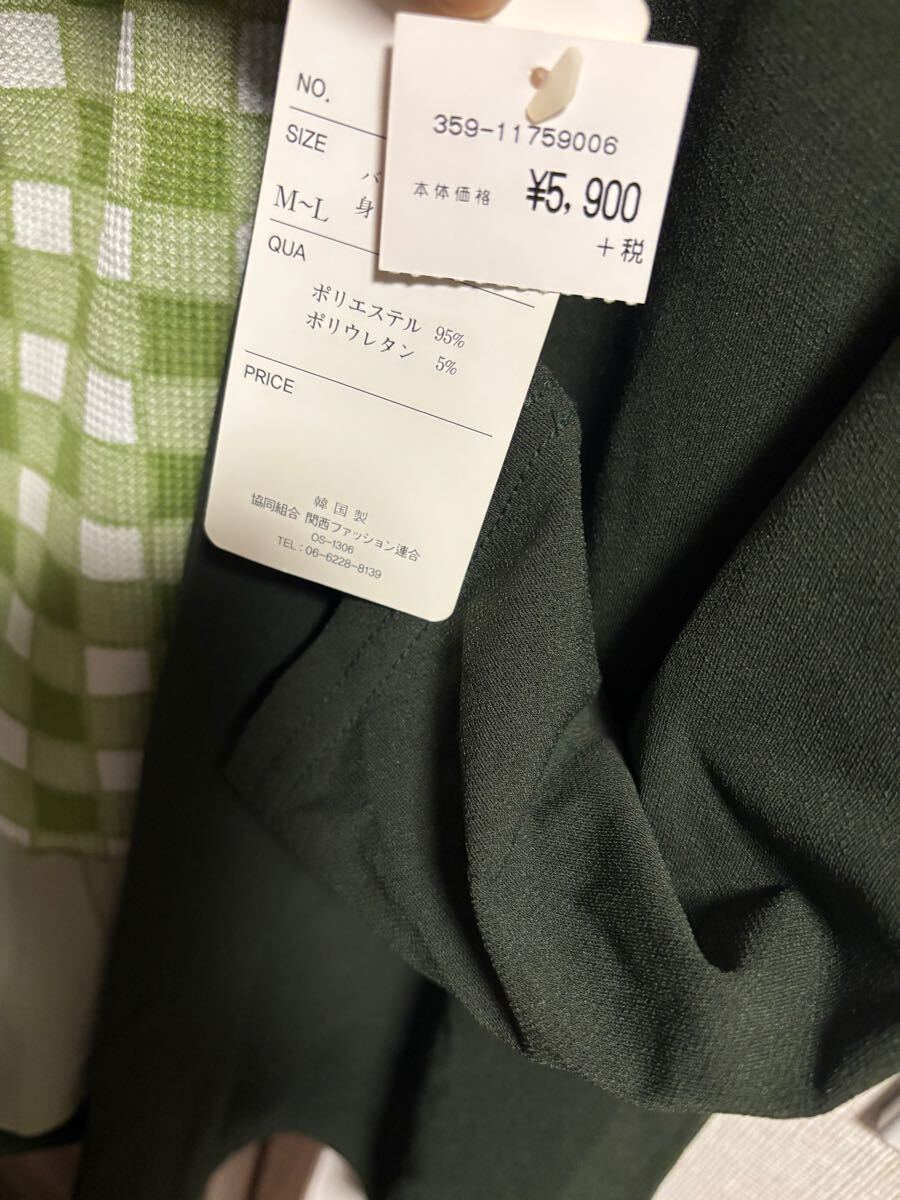 359-11759006
本体価格 ¥5,900
+税
NO.
SIZE
バ
M~L 身
QUA
ポリエステル 95%
ポリウレタン 5%
PRICE
韓国製
協同組合 関西ファッション連合
OS-1306
TEL：06-6228-8139